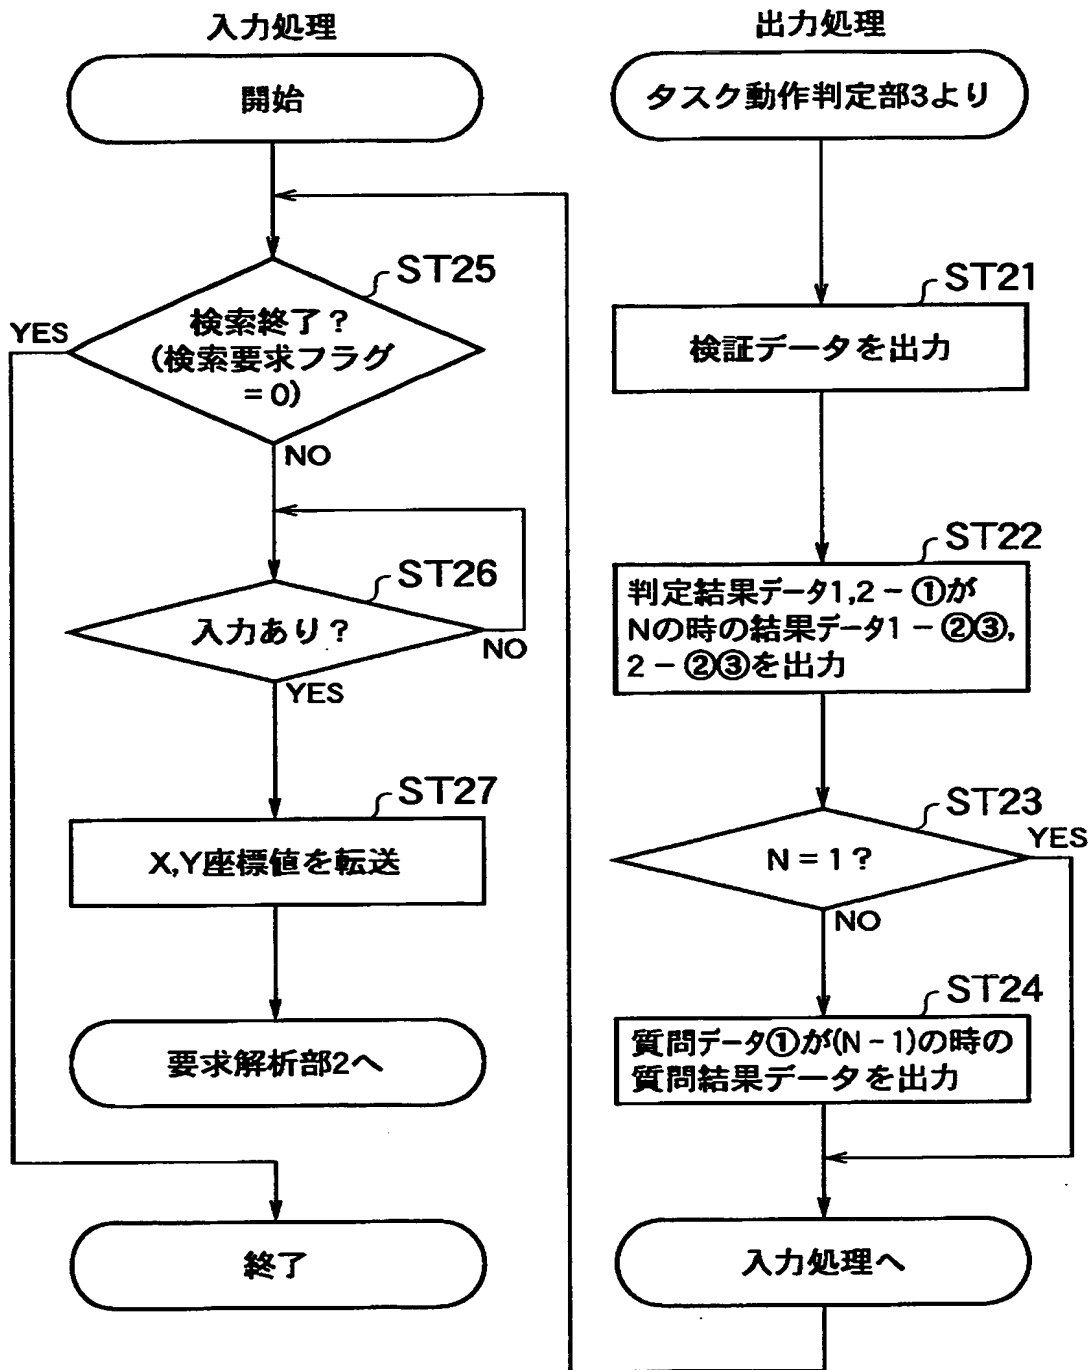 入力処理
開始
ST25
検索終了？
(検索要求フラグ
= 0)
YES
NO
ST26
入力あり？
NO
YES
ST27
X,Y座標値を転送
要求解析部2へ
終了
出力処理
タスク動作判定部3より
ST21
検証データを出力
ST22
判定結果データ1,2 - ①が
Nの時の結果データ1 - ②③,
2 - ②③を出力
ST23
N = 1？
YES
NO
ST24
質問データ①が(N - 1)の時の
質問結果データを出力
入力処理へ